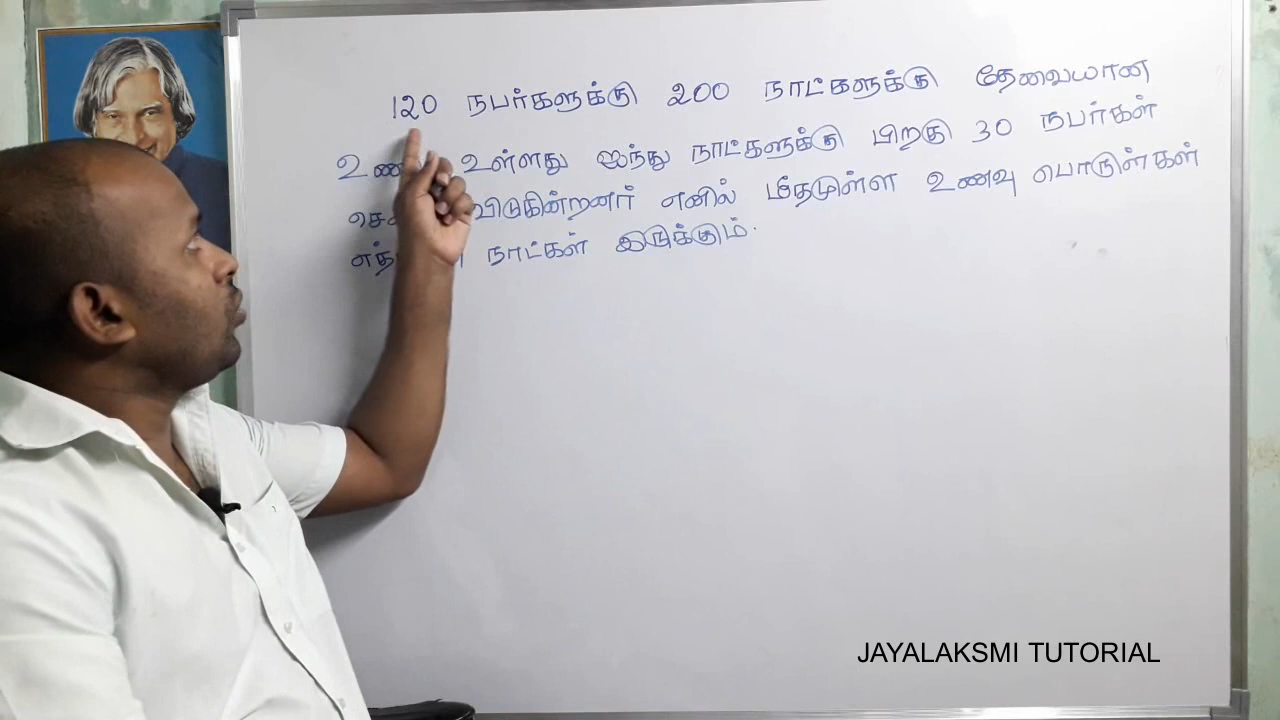 120 நபர்களுக்கு 200 நாட்களுக்கு தேவையான
உள்ளது ஐந்து நாட்களுக்கு பிறகு 30 நபர்கள்
விடுகின்றனர் எனில் மீதமுள்ள உணவு பொருள்கள்
நாட்கள் இருக்கும்.
JAYALAKSMI TUTORIAL